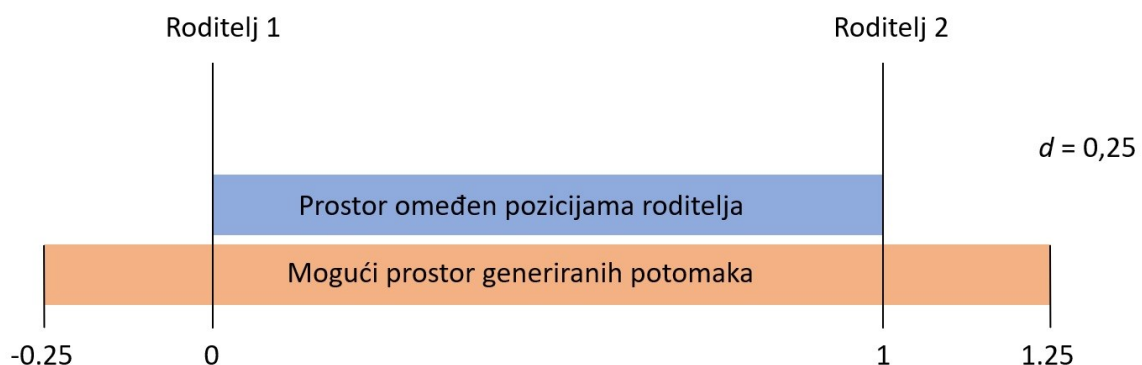 Roditelj 1
Roditelj 2
d = 0,25
Prostor omeđen pozicijama roditelja
Mogući prostor generiranih potomaka
-0.25
0
1
1.25